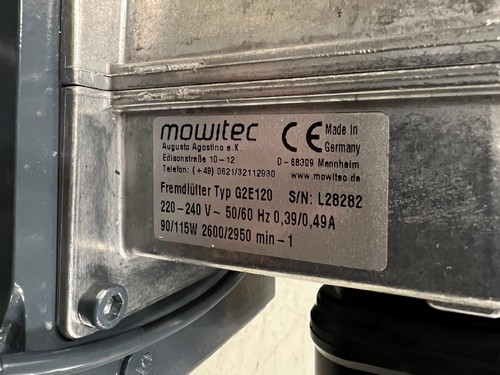 mowitec CE Made in Germany
Augusto Agostino e.K.
Edisonstraße 10-12 D-68309 Mannheim
Telefon: (+49) 0621/32112930 www.mowitec.de
Fremdlüfter Typ G2E120 S/N: L28282
220-240 V~ 50/60 Hz 0,39/0,49A
90/115W 2600/2950 min-1